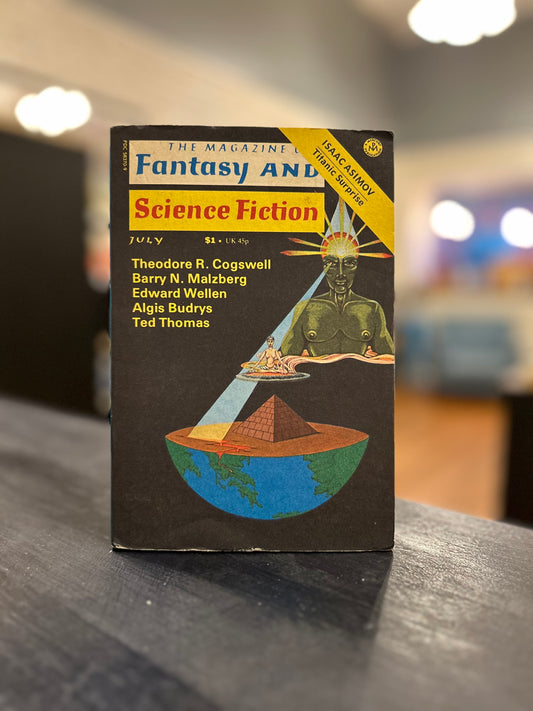 THE MAGAZINE O
Fantasy AND
Science Fiction
ISAAC ASIMOV
Titanic Surprise
JULY
$1 • UK 45p
Theodore R. Cogswell
Barry N. Malzberg
Edward Wellen
Algis Budrys
Ted Thomas